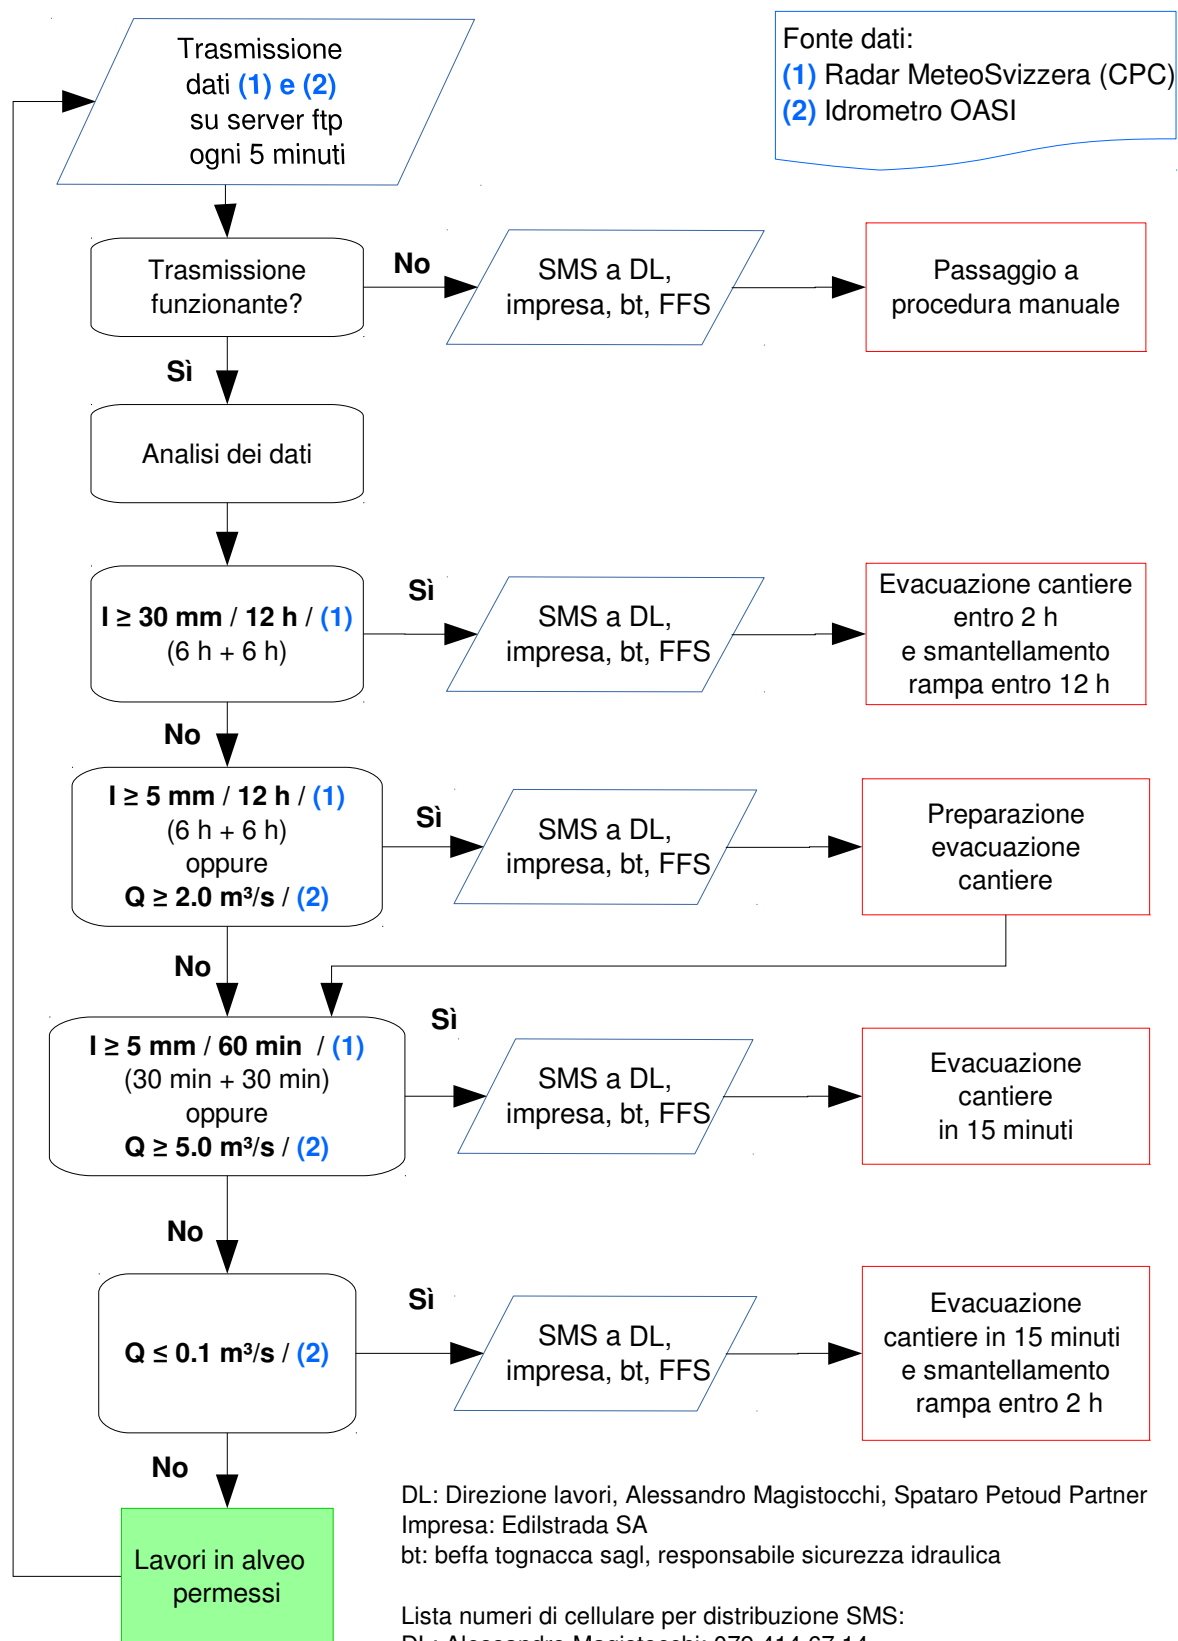 Trasmissione
dati (1) e (2)
su server ftp
ogni 5 minuti
Fonte dati:
(1) Radar MeteoSvizzera (CPC)
(2) Idrometro OASI
Trasmissione
funzionante?
No
SMS a DL,
impresa, bt, FFS
Passaggio a
procedura manuale
Sì
Analisi dei dati
I ≥ 30 mm / 12 h / (1)
(6 h + 6 h)
Sì
SMS a DL,
impresa, bt, FFS
Evacuazione cantiere
entro 2 h
e smantellamento
rampa entro 12 h
No
I ≥ 5 mm / 12 h / (1)
(6 h + 6 h)
oppure
Q ≥ 2.0 m³/s / (2)
Sì
SMS a DL,
impresa, bt, FFS
Preparazione
evacuazione
cantiere
No
I ≥ 5 mm / 60 min / (1)
(30 min + 30 min)
oppure
Q ≥ 5.0 m³/s / (2)
Sì
SMS a DL,
impresa, bt, FFS
Evacuazione
cantiere
in 15 minuti
No
Q ≤ 0.1 m³/s / (2)
Sì
SMS a DL,
impresa, bt, FFS
Evacuazione
cantiere in 15 minuti
e smantellamento
rampa entro 2 h
No
Lavori in alveo
permessi
DL: Direzione lavori, Alessandro Magistocchi, Spataro Petoud Partner
Impresa: Edilstrada SA
bt: beffa tognacca sagl, responsabile sicurezza idraulica
Lista numeri di cellulare per distribuzione SMS:
DL: Alessandro Magistocchi: 079 414 67 14